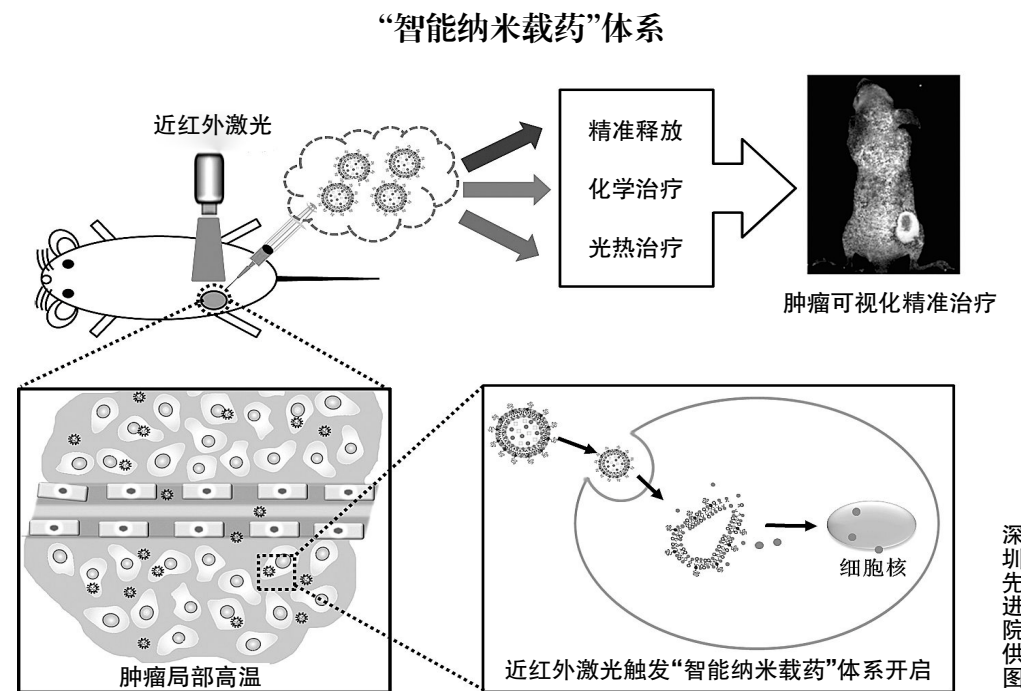 “智能纳米载药”体系
近红外激光
精准释放
化学治疗
光热治疗
肿瘤可视化精准治疗
细胞核
肿瘤局部高温
近红外激光触发“智能纳米载药”体系开启
深圳先进院供图